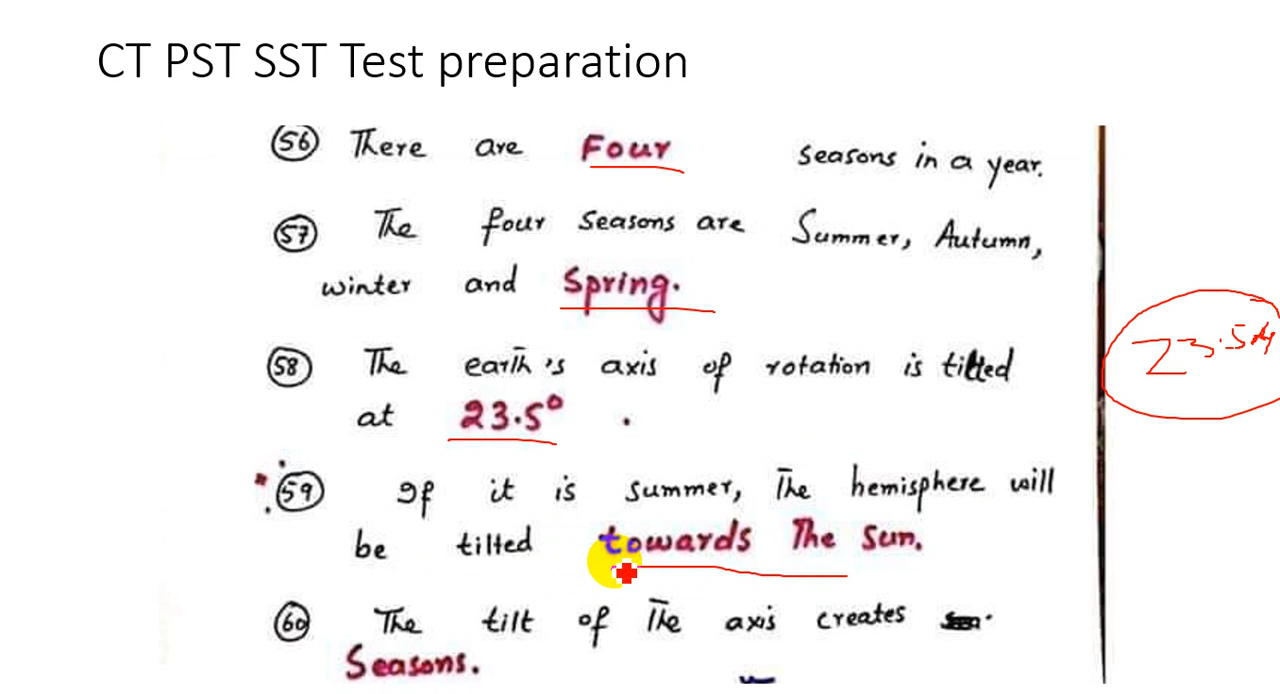 CT PST SST Test preparation
56 There are Four seasons in a year.
57 The four seasons are Summer, Autumn,
winter and Spring.
58 The earth's axis of rotation is tilted
at 23.5° .
59 If it is summer, The hemisphere will
be tilted towards The Sun.
60 The tilt of The axis creates
Seasons.
23.5